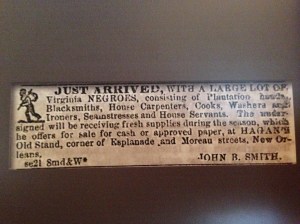 JUST ARRIVED, WITH A LARGE LOT OF
Virginia NEGROES, consisting of Plantation hands,
Blacksmiths, House Carpenters, Cooks, Washers and
Ironers, Seamstresses and House Servants. The under-
signed will be receiving fresh supplies during the season, which
he offers for sale for cash or approved paper, at HAGAN'S
Old Stand, corner of Esplanade and Moreau streets, New Or-
leans.
JOHN B. SMITH.
se21 8md&W*